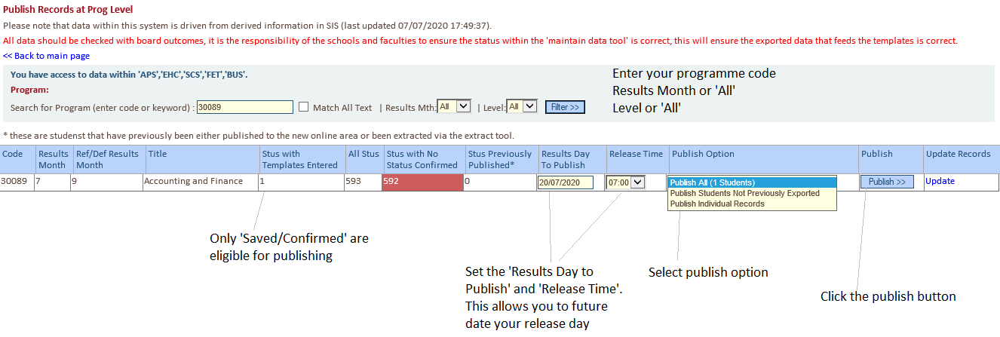 Publish Records at Prog Level
Please note that data within this system is driven from derived information in SIS (last updated 07/07/2020 17:49:37).
All data should be checked with board outcomes, it is the responsibility of the schools and faculties to ensure the status within the 'maintain data tool' is correct, this will ensure the exported data that feeds the templates is correct.
<< Back to main page
You have access to data within 'APS','EHC','SCS','FET','BUS'.
Program:
Search for Program (enter code or keyword) : 30089 Match All Text | Results Mth: All | Level: All Filter >>
Enter your programme code
Results Month or 'All'
Level or 'All'
* these are studenst that have previously been either published to the new online area or been extracted via the extract tool.
Code Results Month Ref/Def Results Month Title Stus with Templates Entered All Stus Stus with No Status Confirmed Stus Previously Published* Results Day To Publish Release Time Publish Option Publish Update Records
30089 7 9 Accounting and Finance 1 593 592 0 20/07/2020 07:00 Publish All (1 Students) Publish >> Update
Publish Students Not Previously Exported
Publish Individual Records
Only 'Saved/Confirmed' are
eligible for publishing
Set the 'Results Day to
Publish' and 'Release Time'.
This allows you to future
date your release day
Select publish option
Click the publish button